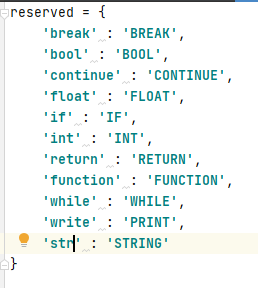 reserved = {
    'break' : 'BREAK',
    'bool' : 'BOOL',
    'continue' : 'CONTINUE',
    'float' : 'FLOAT',
    'if' : 'IF',
    'int' : 'INT',
    'return' : 'RETURN',
    'function' : 'FUNCTION',
    'while' : 'WHILE',
    'write' : 'PRINT',
    'str' : 'STRING'
}